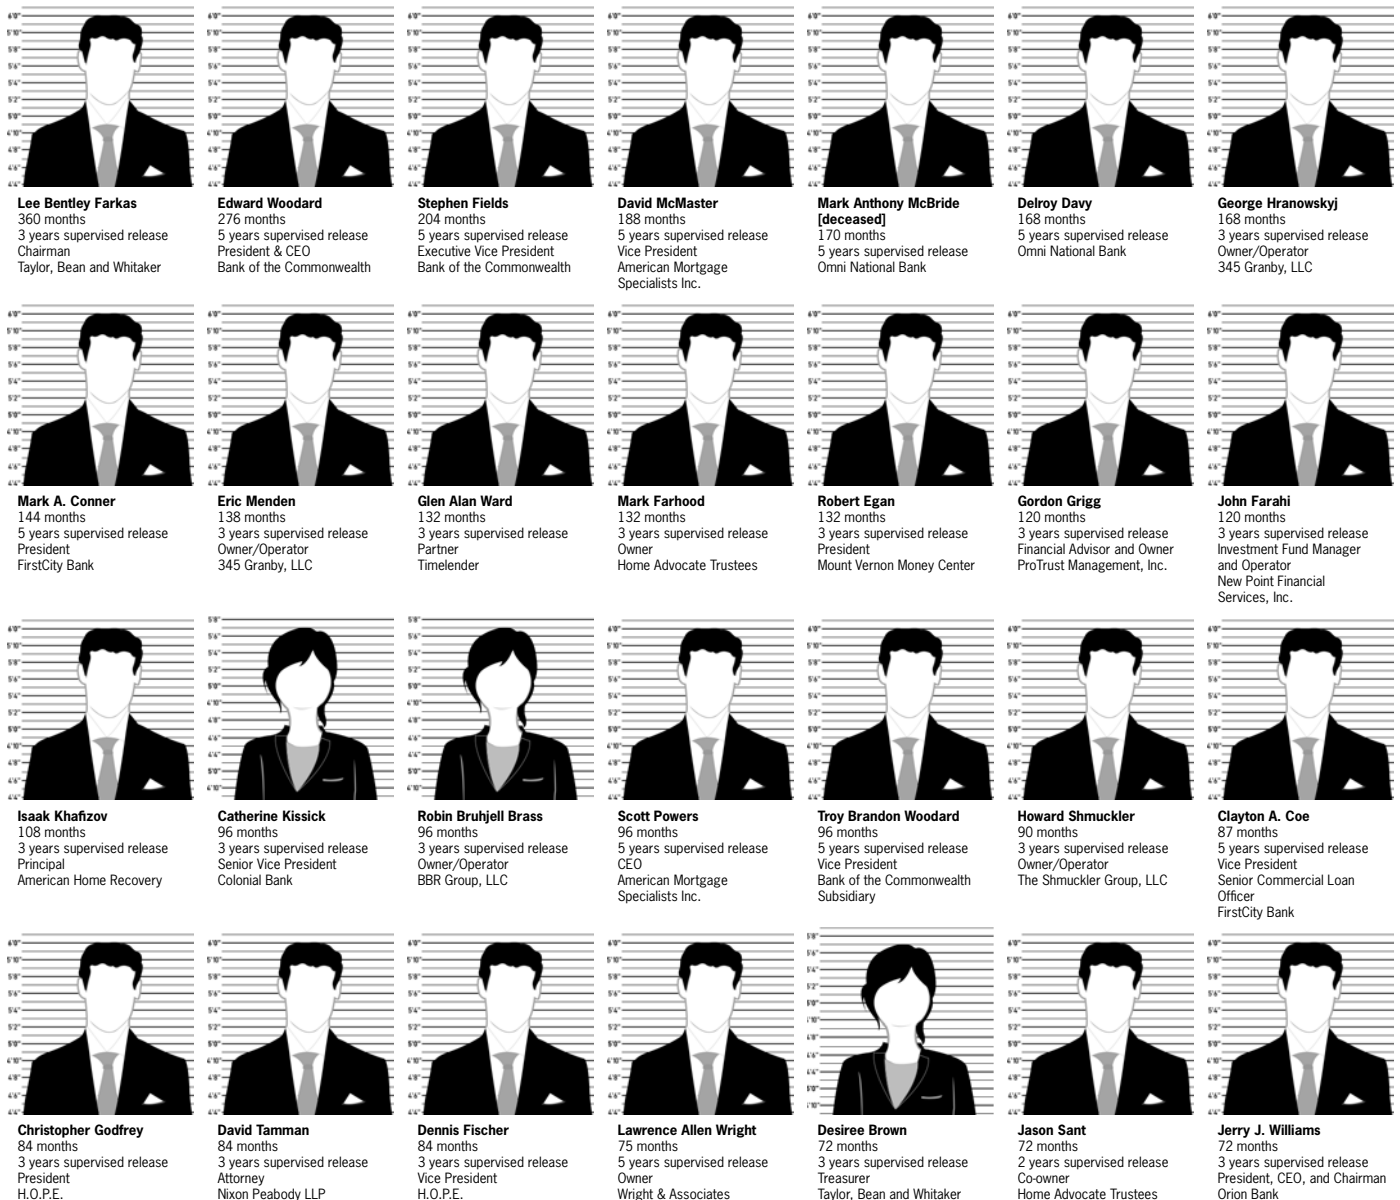 Lee Bentley Farkas
360 months
3 years supervised release
Chairman
Taylor, Bean and Whitaker
Edward Woodard
276 months
5 years supervised release
President & CEO
Bank of the Commonwealth
Stephen Fields
204 months
5 years supervised release
Executive Vice President
Bank of the Commonwealth
David McMaster
188 months
5 years supervised release
Vice President
American Mortgage
Specialists Inc.
Mark Anthony McBride
[deceased]
170 months
5 years supervised release
Omni National Bank
Delroy Davy
168 months
5 years supervised release
Omni National Bank
George Hranowskyj
168 months
3 years supervised release
Owner/Operator
345 Granby, LLC
Mark A. Conner
144 months
5 years supervised release
President
FirstCity Bank
Eric Menden
138 months
3 years supervised release
Owner/Operator
345 Granby, LLC
Glen Alan Ward
132 months
3 years supervised release
Partner
Timelender
Mark Farhood
132 months
3 years supervised release
Owner
Home Advocate Trustees
Robert Egan
132 months
3 years supervised release
President
Mount Vernon Money Center
Gordon Grigg
120 months
3 years supervised release
Financial Advisor and Owner
ProTrust Management, Inc.
John Farahi
120 months
3 years supervised release
Investment Fund Manager
and Operator
New Point Financial
Services, Inc.
Isaak Khafizov
108 months
3 years supervised release
Principal
American Home Recovery
Catherine Kissick
96 months
3 years supervised release
Senior Vice President
Colonial Bank
Robin Bruhjell Brass
96 months
3 years supervised release
Owner/Operator
BBR Group, LLC
Scott Powers
96 months
5 years supervised release
CEO
American Mortgage
Specialists Inc.
Troy Brandon Woodard
96 months
5 years supervised release
Vice President
Bank of the Commonwealth
Subsidiary
Howard Shmuckler
90 months
3 years supervised release
Owner/Operator
The Shmuckler Group, LLC
Clayton A. Coe
87 months
5 years supervised release
Vice President
Senior Commercial Loan
Officer
FirstCity Bank
Christopher Godfrey
84 months
3 years supervised release
President
H.O.P.E.
David Tamman
84 months
3 years supervised release
Attorney
Nixon Peabody LLP
Dennis Fischer
84 months
3 years supervised release
Vice President
H.O.P.E.
Lawrence Allen Wright
75 months
5 years supervised release
Owner
Wright & Associates
Desiree Brown
72 months
3 years supervised release
Treasurer
Taylor, Bean and Whitaker
Jason Sant
72 months
2 years supervised release
Co-owner
Home Advocate Trustees
Jerry J. Williams
72 months
3 years supervised release
President, CEO, and Chairman
Orion Bank